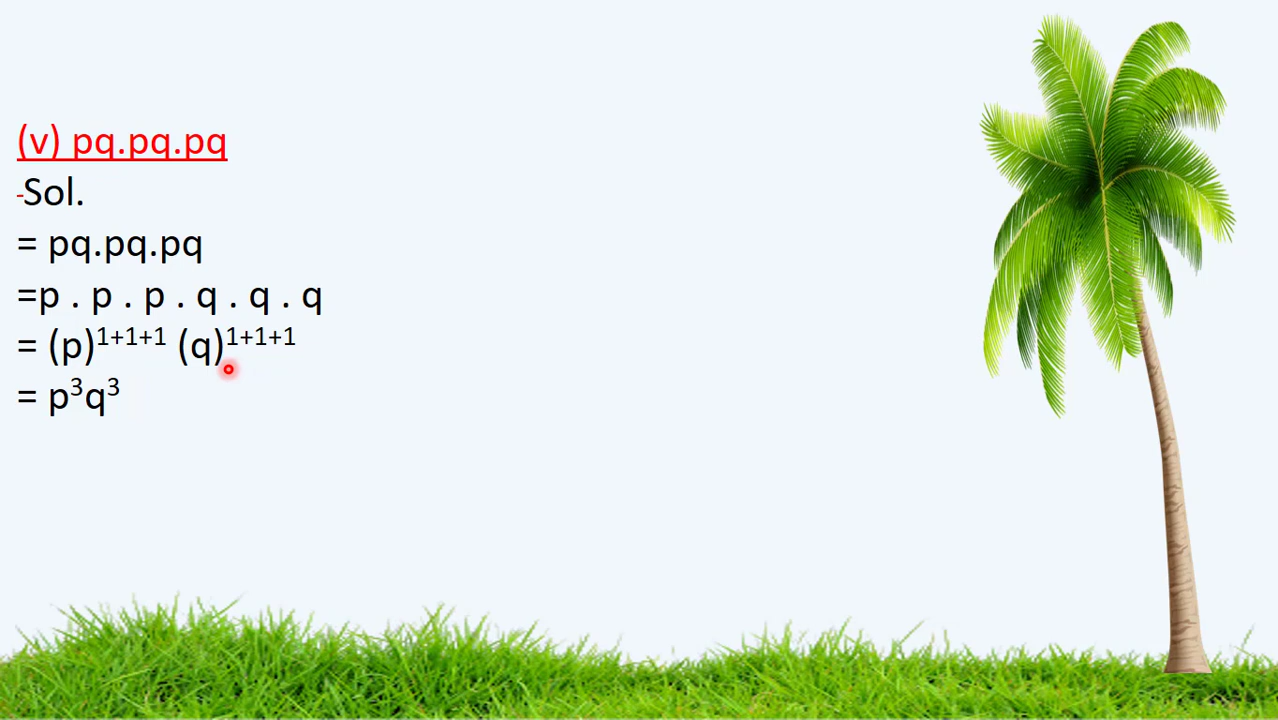 (v) pq.pq.pq
-Sol.
= pq.pq.pq
=p . p . p . q . q . q
= (p)¹⁺¹⁺¹ (q)¹⁺¹⁺¹
= p³q³